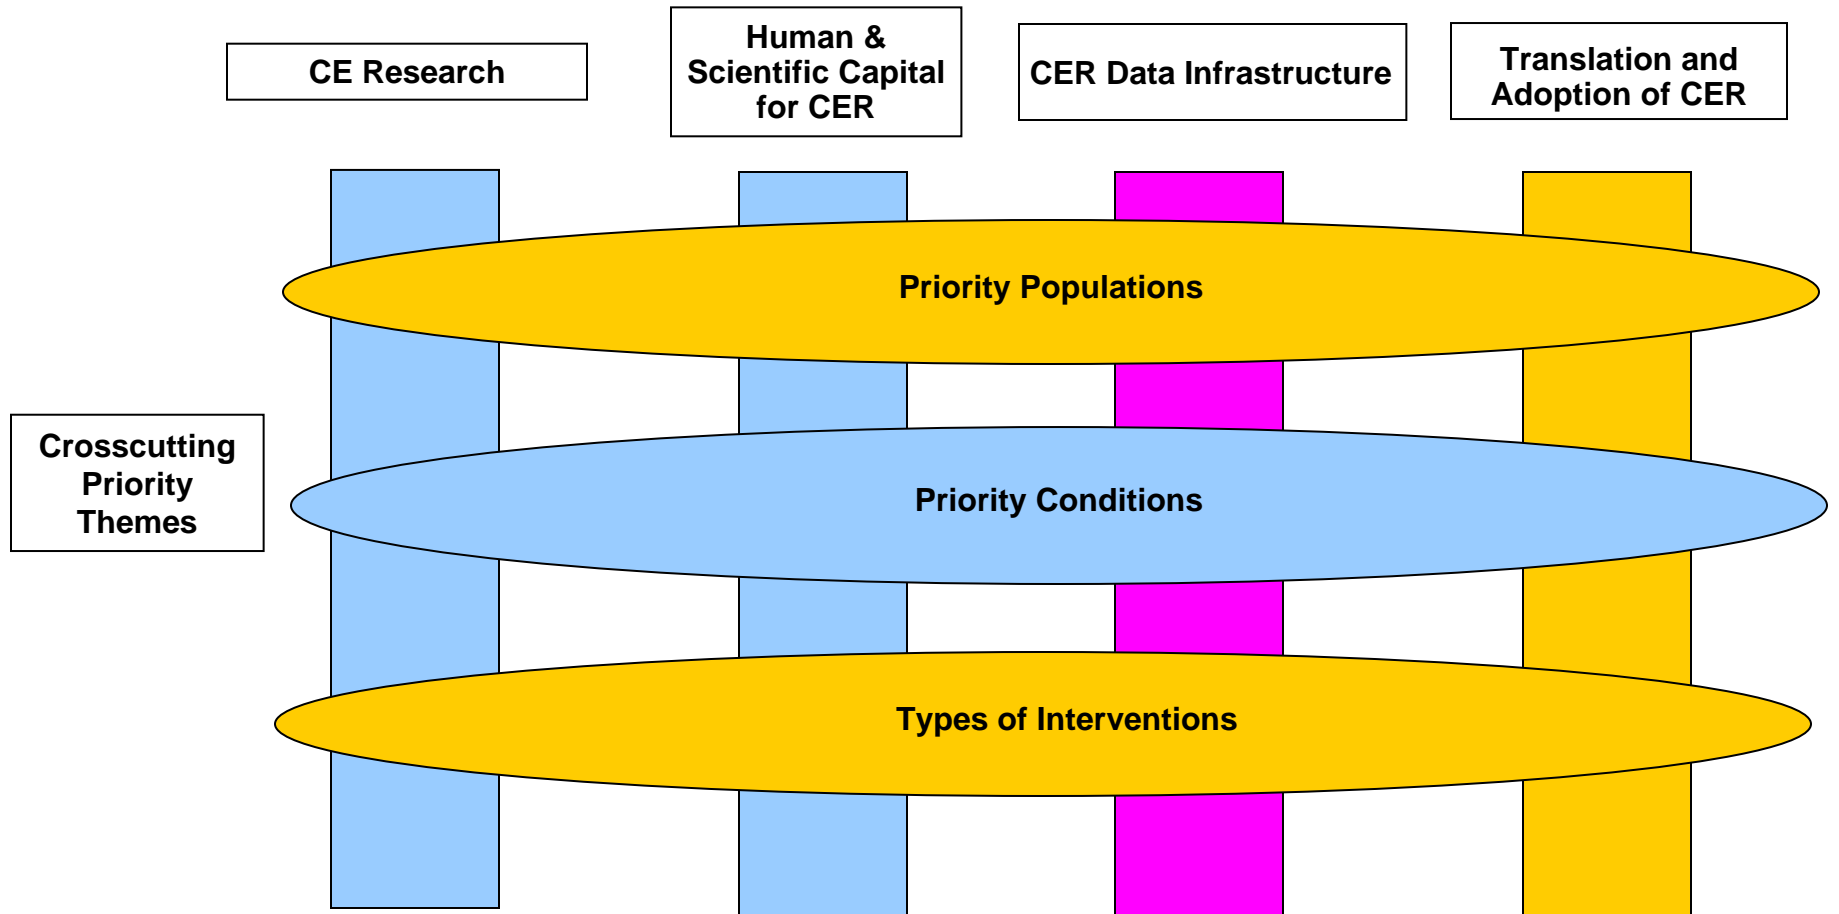 CE Research
Human &
Scientific Capital
for CER
CER Data Infrastructure
Translation and
Adoption of CER
Priority Populations
Crosscutting
Priority
Themes
Priority Conditions
Types of Interventions